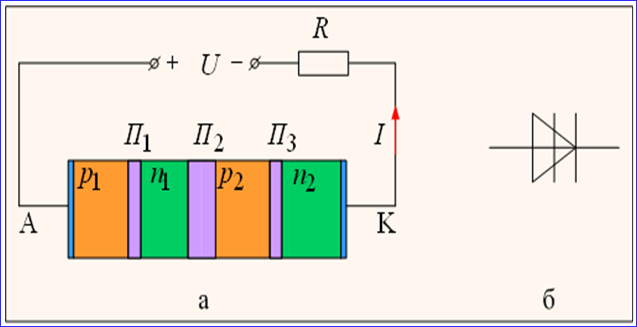 R
+ U −
П1 П2 П3 I
p1 n1 p2 n2
А К
а б